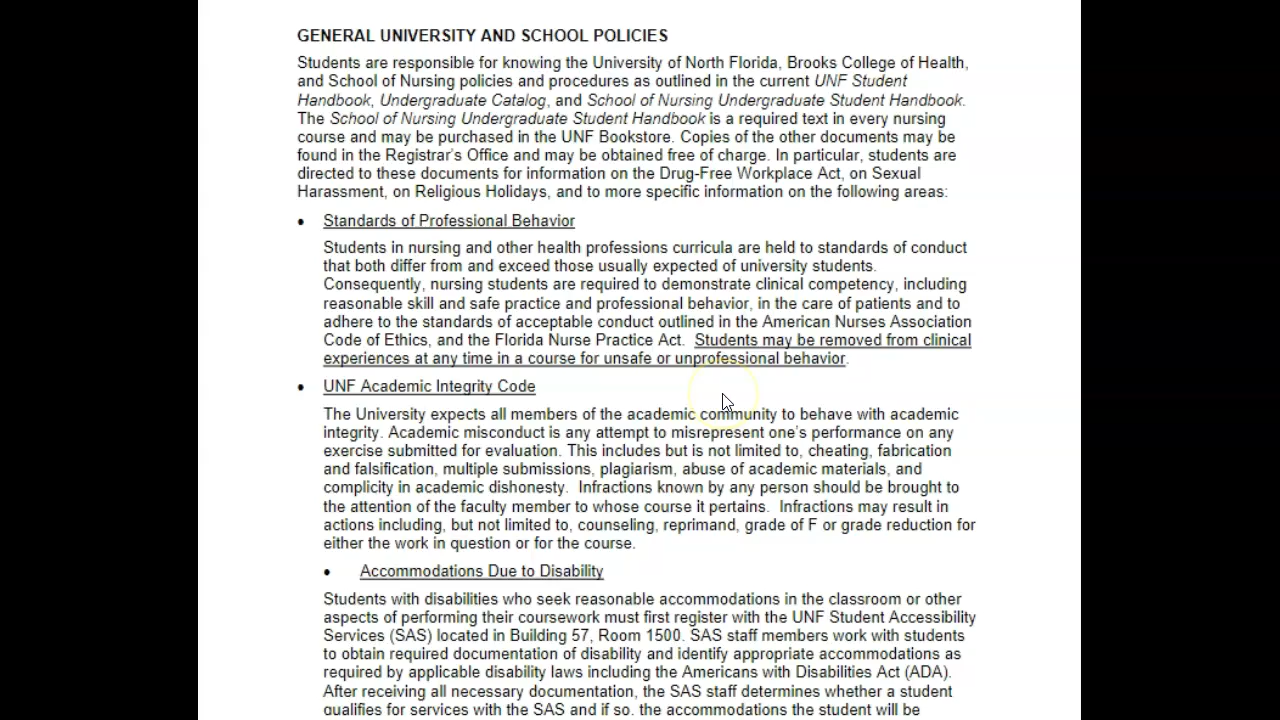 GENERAL UNIVERSITY AND SCHOOL POLICIES
Students are responsible for knowing the University of North Florida, Brooks College of Health,
and School of Nursing policies and procedures as outlined in the current UNF Student
Handbook, Undergraduate Catalog, and School of Nursing Undergraduate Student Handbook.
The School of Nursing Undergraduate Student Handbook is a required text in every nursing
course and may be purchased in the UNF Bookstore. Copies of the other documents may be
found in the Registrar's Office and may be obtained free of charge. In particular, students are
directed to these documents for information on the Drug-Free Workplace Act, on Sexual
Harassment, on Religious Holidays, and to more specific information on the following areas:
• Standards of Professional Behavior
Students in nursing and other health professions curricula are held to standards of conduct
that both differ from and exceed those usually expected of university students.
Consequently, nursing students are required to demonstrate clinical competency, including
reasonable skill and safe practice and professional behavior, in the care of patients and to
adhere to the standards of acceptable conduct outlined in the American Nurses Association
Code of Ethics, and the Florida Nurse Practice Act. Students may be removed from clinical
experiences at any time in a course for unsafe or unprofessional behavior.
• UNF Academic Integrity Code
The University expects all members of the academic community to behave with academic
integrity. Academic misconduct is any attempt to misrepresent one's performance on any
exercise submitted for evaluation. This includes but is not limited to, cheating, fabrication
and falsification, multiple submissions, plagiarism, abuse of academic materials, and
complicity in academic dishonesty. Infractions known by any person should be brought to
the attention of the faculty member to whose course it pertains. Infractions may result in
actions including, but not limited to, counseling, reprimand, grade of F or grade reduction for
either the work in question or for the course.
• Accommodations Due to Disability
Students with disabilities who seek reasonable accommodations in the classroom or other
aspects of performing their coursework must first register with the UNF Student Accessibility
Services (SAS) located in Building 57, Room 1500. SAS staff members work with students
to obtain required documentation of disability and identify appropriate accommodations as
required by applicable disability laws including the Americans with Disabilities Act (ADA).
After receiving all necessary documentation, the SAS staff determines whether a student
qualifies for services with the SAS and if so, the accommodations the student will be